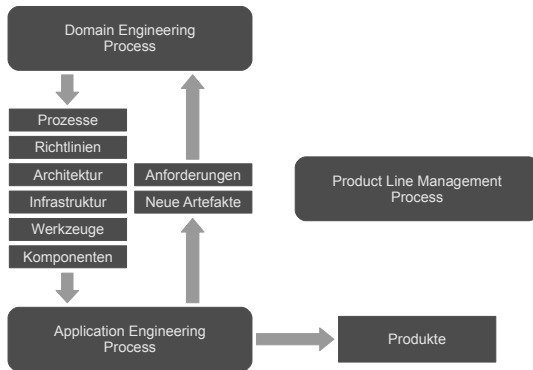 Domain Engineering
Process
Prozesse
Richtlinien
Architektur
Infrastruktur
Werkzeuge
Komponenten
Anforderungen
Neue Artefakte
Product Line Management
Process
Application Engineering
Process
Produkte